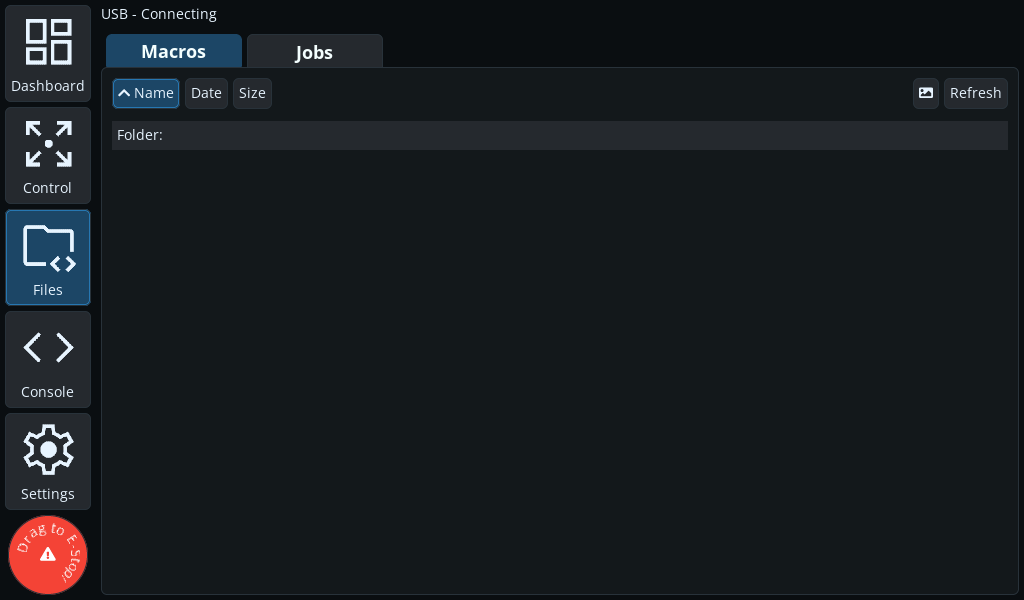 USB - Connecting
Macros
Jobs
Name
Date
Size
Refresh
Folder:
Dashboard
Control
Files
Console
Settings
Drag to E-Stop!